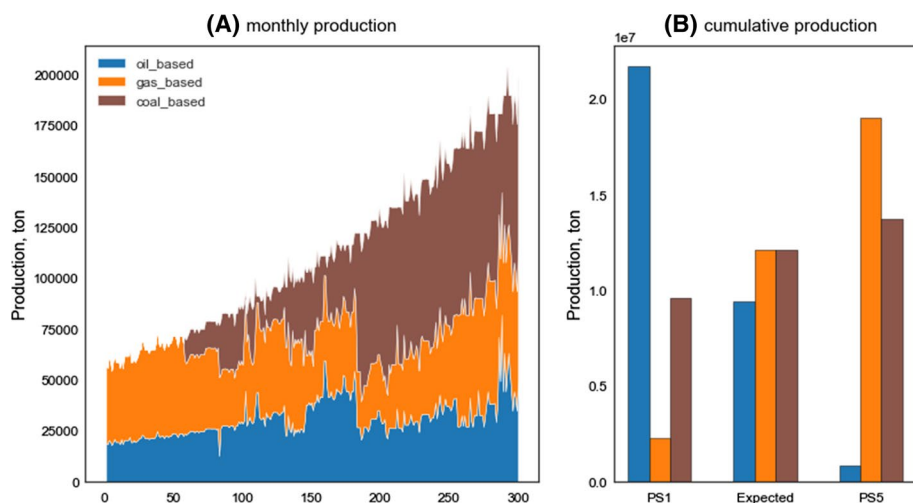 (A) monthly production
oil_based
gas_based
coal_based
Production, ton
200000
175000
150000
125000
100000
75000
50000
25000
0
0 50 100 150 200 250 300
(B) cumulative production
1e7
Production, ton
2.0
1.5
1.0
0.5
0.0
PS1 Expected PS5